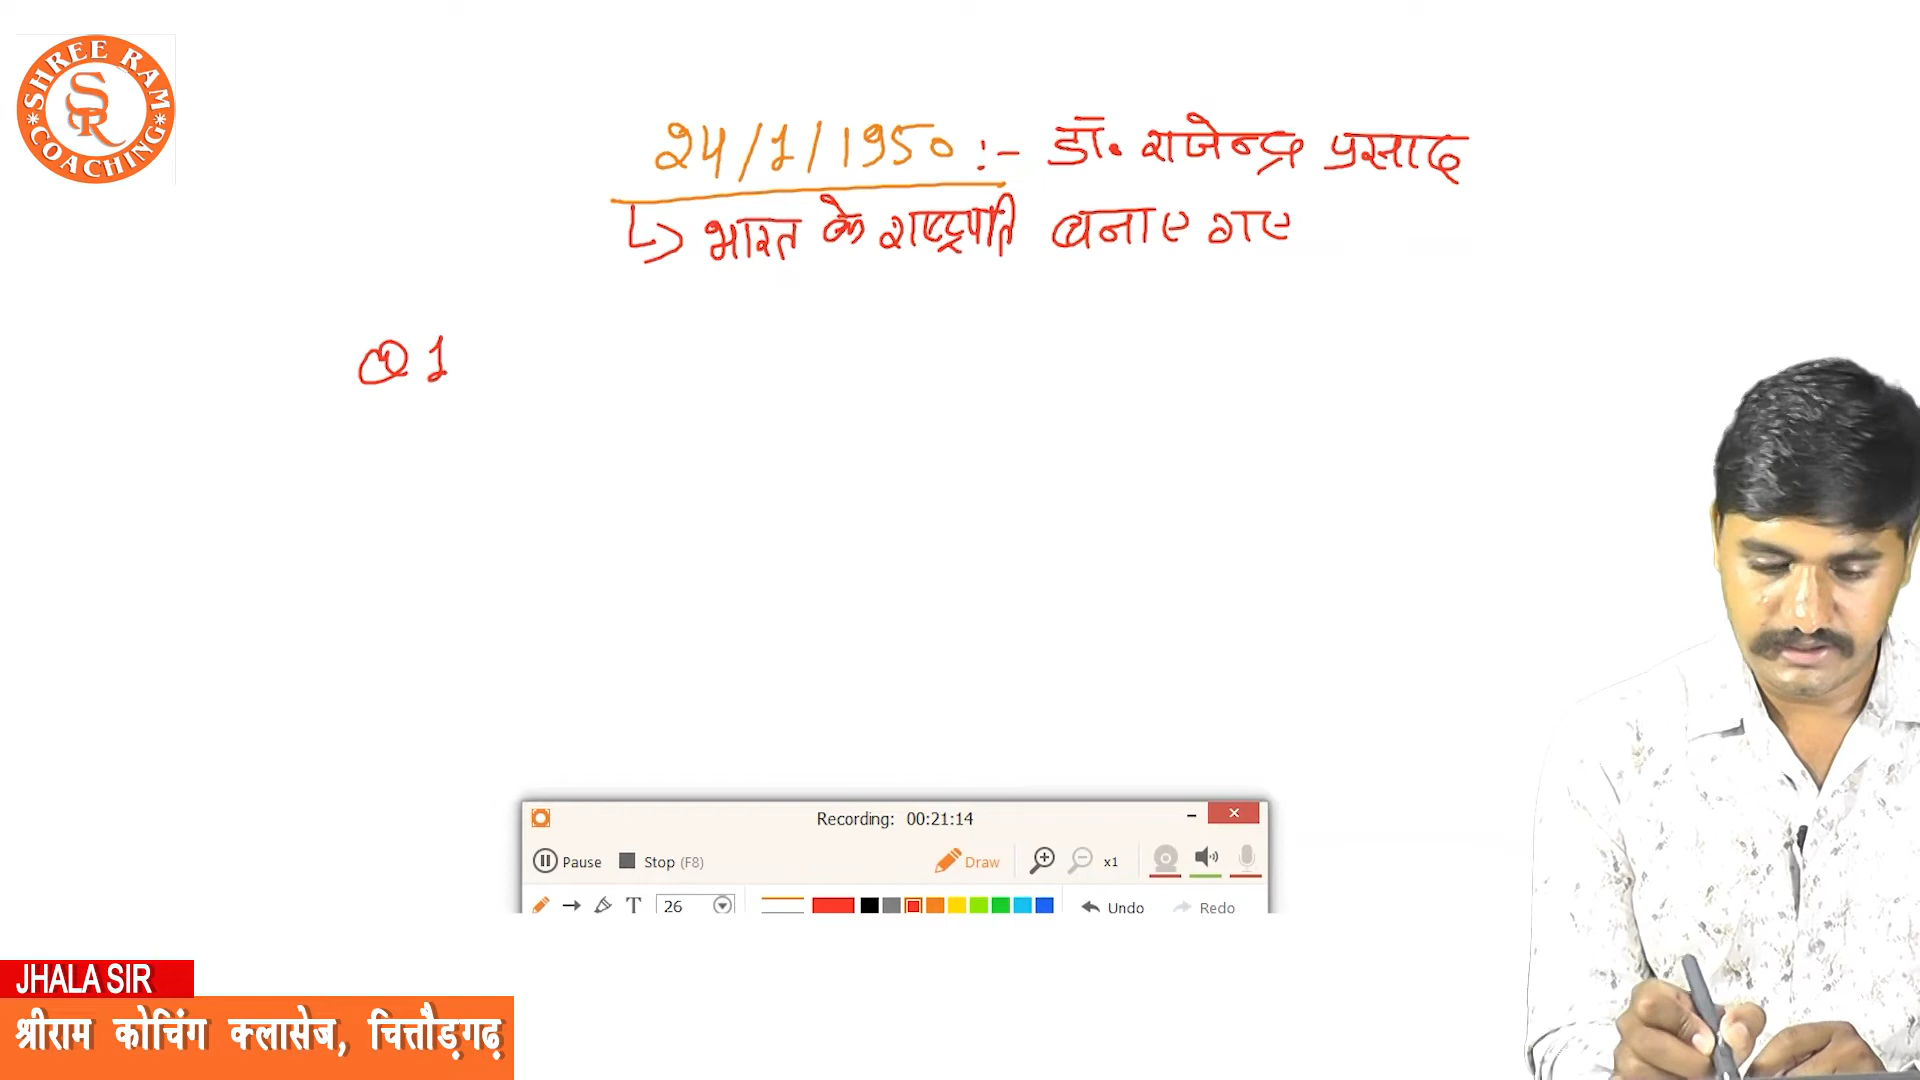 SHREE RAM
SR
COACHING
24/1/1950 :- डॉ. राजेन्द्र प्रसाद
↳ भारत के राष्ट्रपति बनाए गए
Q 1
Recording: 00:21:14
Pause Stop (F8) Draw x1
T 26 Undo Redo
JHALA SIR
श्रीराम कोचिंग क्लासेज, चित्तौड़गढ़